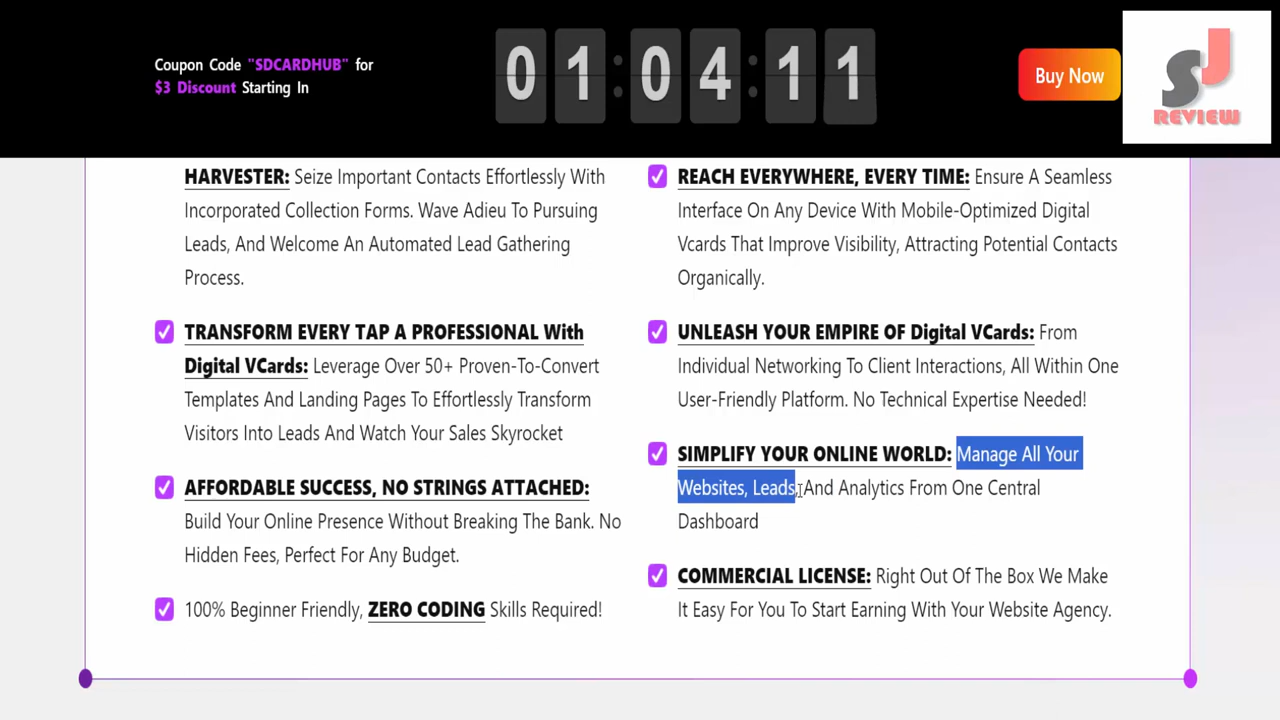 Coupon Code "SDCARDHUB" for
$3 Discount Starting In
01:04:11
Buy Now
SJ
REVIEW
HARVESTER: Seize Important Contacts Effortlessly With
Incorporated Collection Forms. Wave Adieu To Pursuing
Leads, And Welcome An Automated Lead Gathering
Process.
TRANSFORM EVERY TAP A PROFESSIONAL With
Digital VCards: Leverage Over 50+ Proven-To-Convert
Templates And Landing Pages To Effortlessly Transform
Visitors Into Leads And Watch Your Sales Skyrocket
AFFORDABLE SUCCESS, NO STRINGS ATTACHED:
Build Your Online Presence Without Breaking The Bank. No
Hidden Fees, Perfect For Any Budget.
100% Beginner Friendly, ZERO CODING Skills Required!
REACH EVERYWHERE, EVERY TIME: Ensure A Seamless
Interface On Any Device With Mobile-Optimized Digital
Vcards That Improve Visibility, Attracting Potential Contacts
Organically.
UNLEASH YOUR EMPIRE OF Digital VCards: From
Individual Networking To Client Interactions, All Within One
User-Friendly Platform. No Technical Expertise Needed!
SIMPLIFY YOUR ONLINE WORLD: Manage All Your
Websites, Leads, And Analytics From One Central
Dashboard
COMMERCIAL LICENSE: Right Out Of The Box We Make
It Easy For You To Start Earning With Your Website Agency.